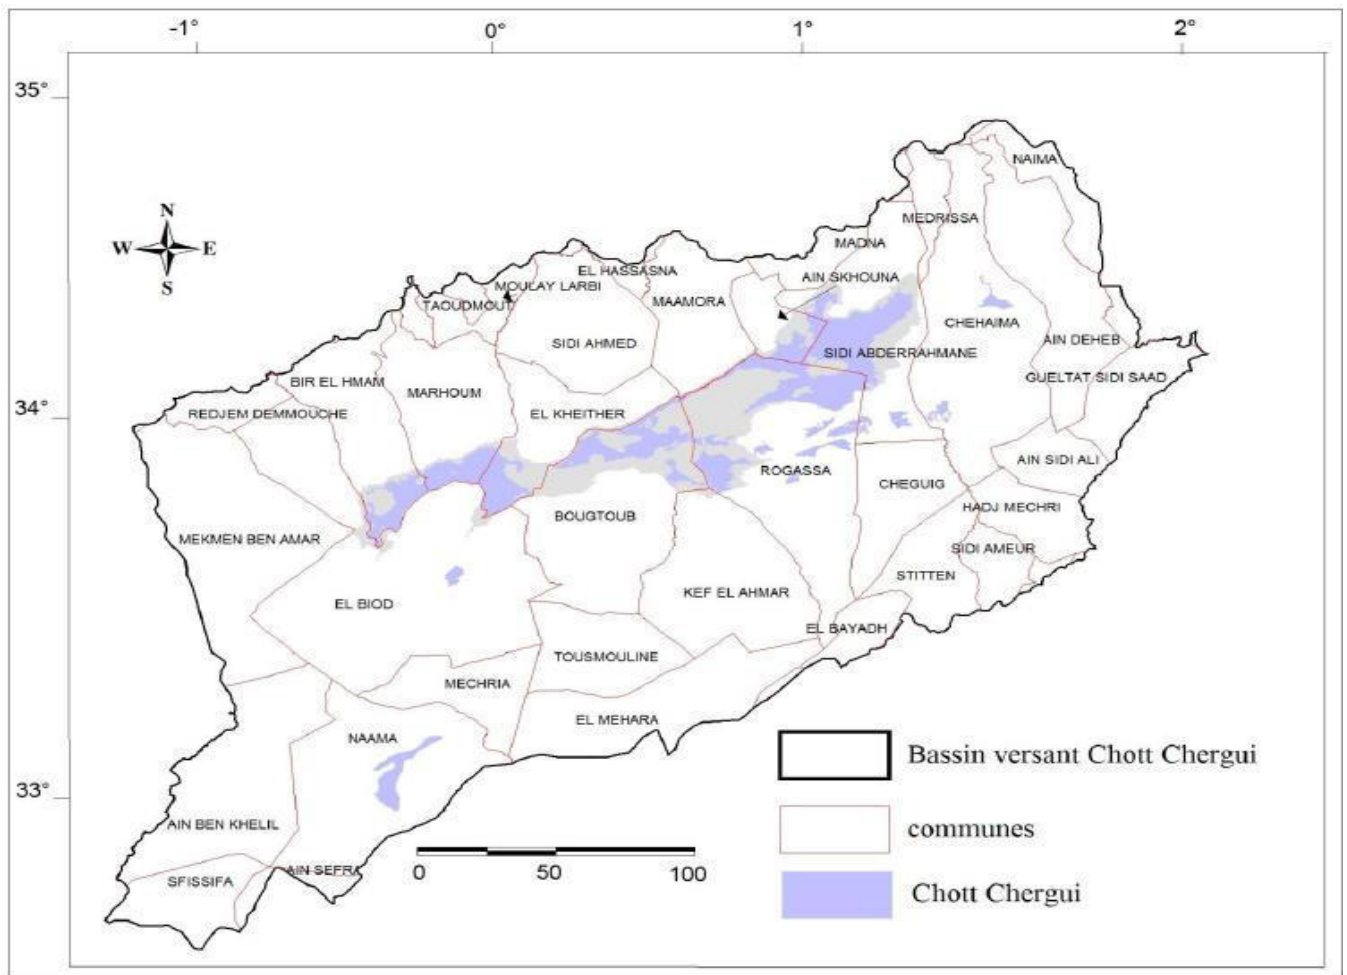 -1°
0°
1°
2°
35°
NAIMA
N
W E
S
MEDRISSA
MADNA
EL HASSASNA
AIN SKHOUNA
MOULAY LARBI
MAAMORA
TAOUDMOUT
CHEHAIMA
SIDI AHMED
AIN DEHEB
SIDI ABDERRAHMANE
GUELTAT SIDI SAAD
BIR EL HMAM
MARHOUM
34°
REDJEM DEMMOUCHE
EL KHEITHER
AIN SIDI ALI
ROGASSA
CHEGUIG
HADJ MECHRI
BOUGTOUB
MEKMEN BEN AMAR
SIDI AMEUR
STITTEN
KEF EL AHMAR
EL BIOD
EL BAYADH
TOUSMOULINE
MECHRIA
EL MEHARA
NAAMA
Bassin versant Chott Chergui
33°
AIN BEN KHELIL
communes
AIN SEFRA
0 50 100
SFISSIFA
Chott Chergui